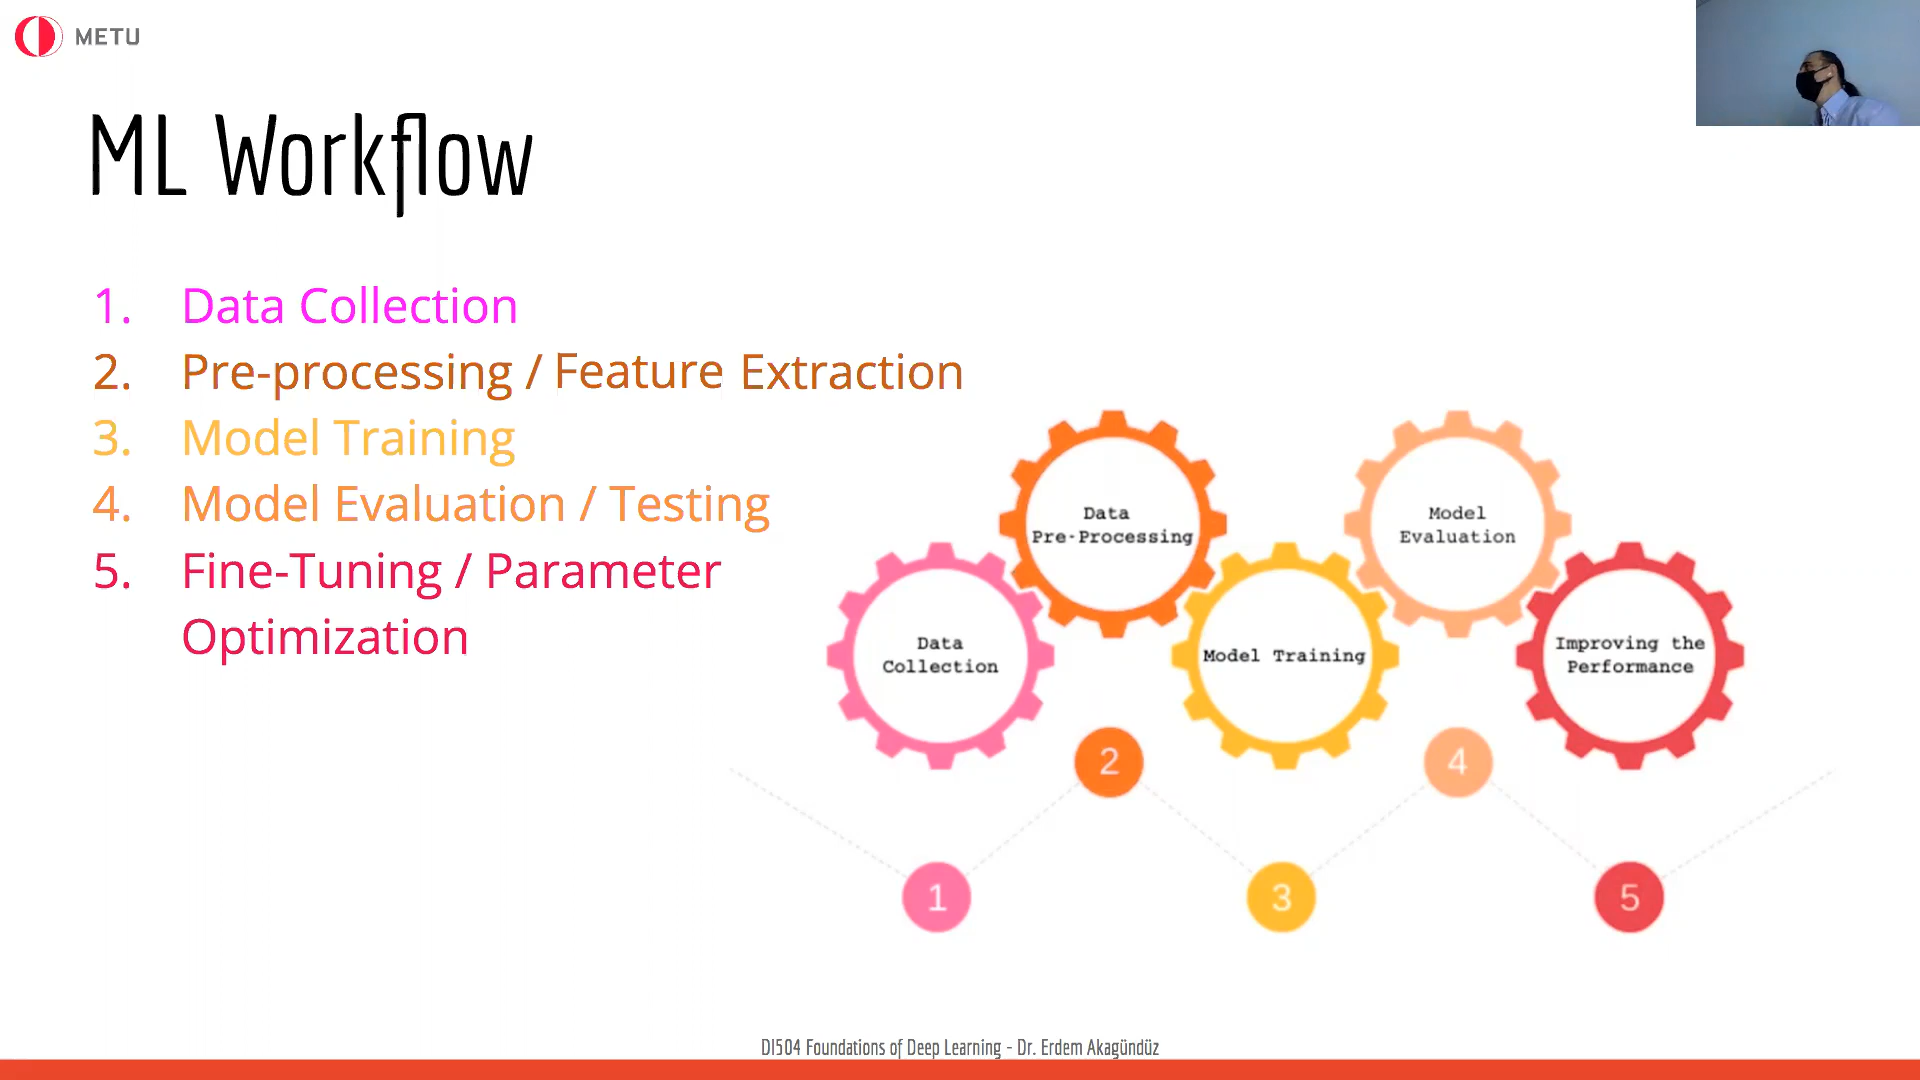 METU
ML Workflow
1. Data Collection
2. Pre-processing / Feature Extraction
3. Model Training
4. Model Evaluation / Testing
5. Fine-Tuning / Parameter
Optimization
Data
Pre-Processing
Model
Evaluation
Data
Collection
Model Training
Improving the
Performance
2
4
1
3
5
DI504 Foundations of Deep Learning - Dr. Erdem Akagündüz